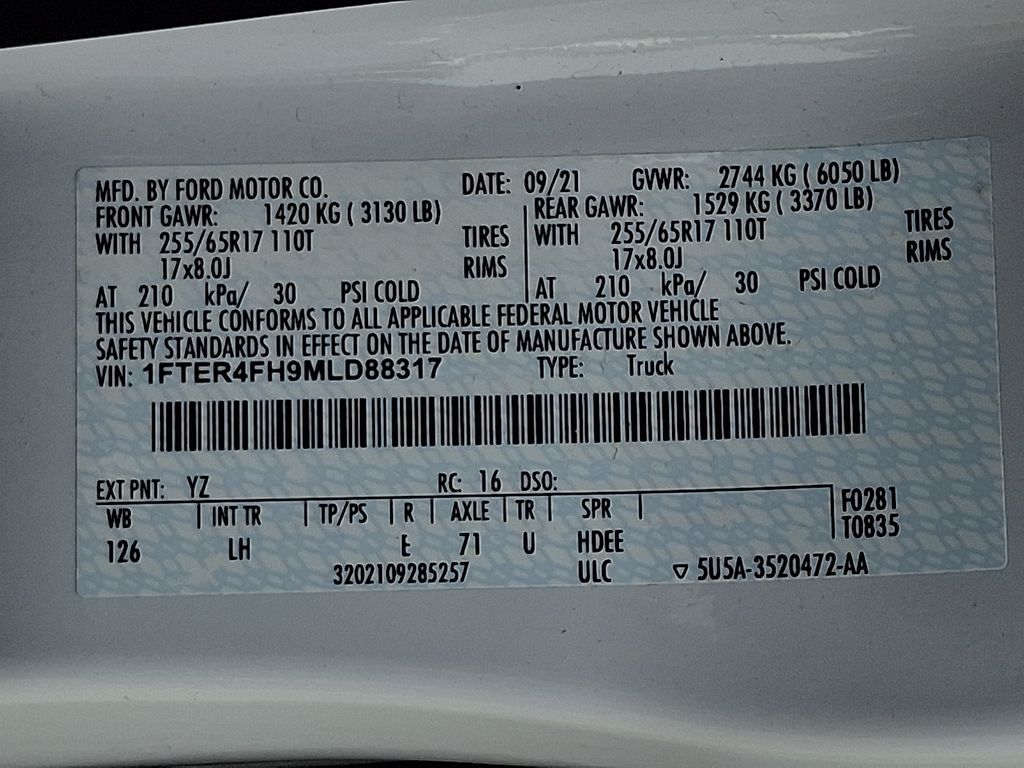 MFD. BY FORD MOTOR CO. DATE: 09/21 GVWR: 2744 KG ( 6050 LB)
FRONT GAWR: 1420 KG ( 3130 LB) REAR GAWR: 1529 KG ( 3370 LB)
WITH 255/65R17 110T TIRES WITH 255/65R17 110T TIRES
17x8.0J RIMS 17x8.0J RIMS
AT 210 kPa/ 30 PSI COLD AT 210 kPa/ 30 PSI COLD
THIS VEHICLE CONFORMS TO ALL APPLICABLE FEDERAL MOTOR VEHICLE
SAFETY STANDARDS IN EFFECT ON THE DATE OF MANUFACTURE SHOWN ABOVE.
VIN: 1FTER4FH9MLD88317 TYPE: Truck
EXT PNT: YZ RC: 16 DSO:
WB INT TR TP/PS R AXLE TR SPR F0281
126 LH E 71 U HDEE T0835
3202109285257 ULC ▽ 5U5A-3520472-AA